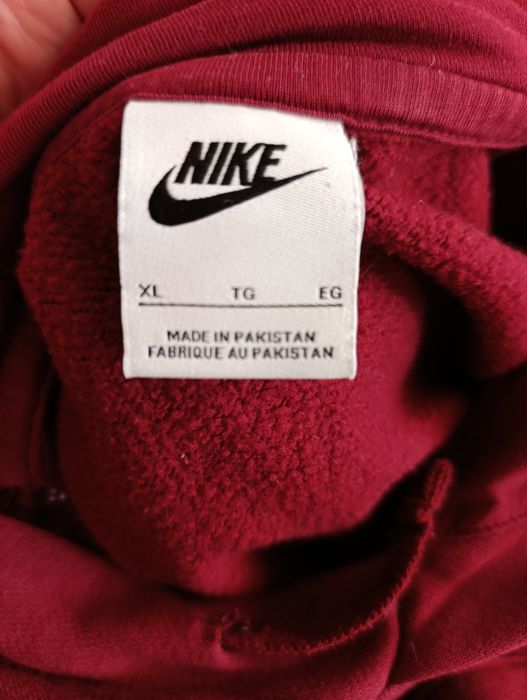 NIKE
XL TG EG
MADE IN PAKISTAN
FABRIQUE AU PAKISTAN